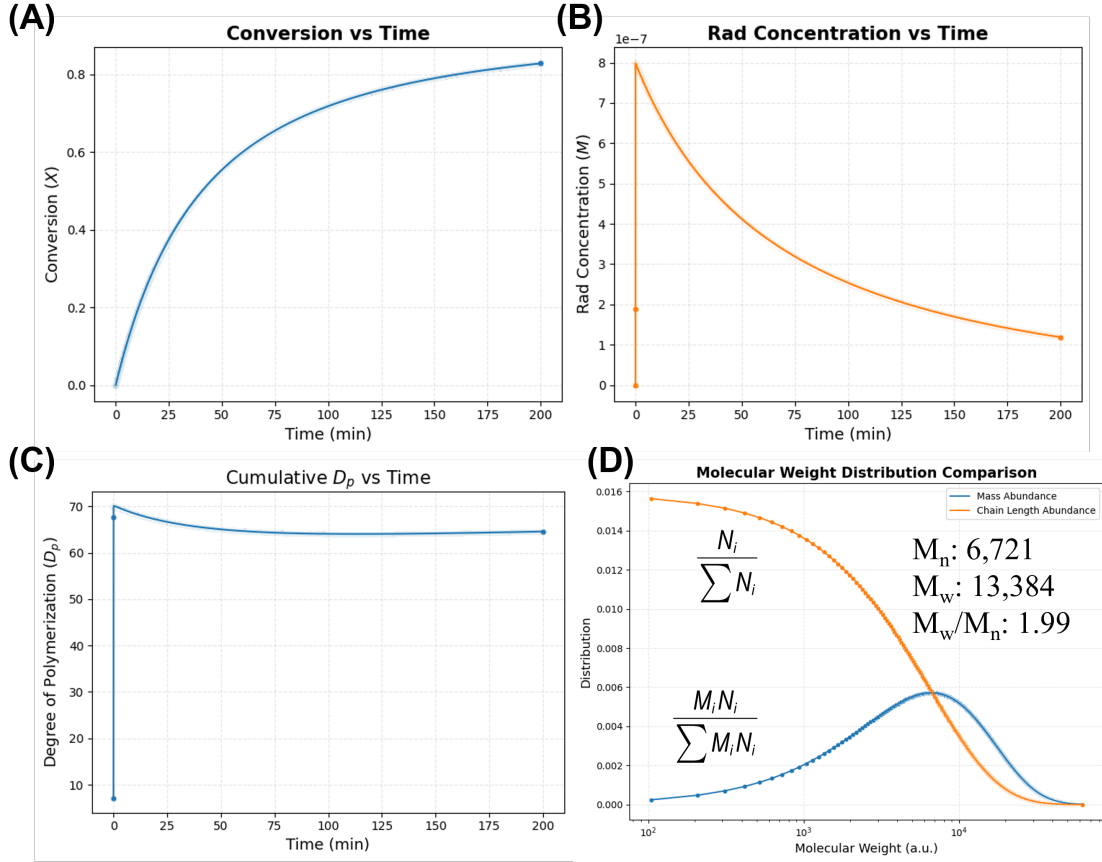 (A)
Conversion vs Time
Conversion (X)
0.8
0.6
0.4
0.2
0.0
0 25 50 75 100 125 150 175 200
Time (min)
(B)
Rad Concentration vs Time
1e−7
Rad Concentration (M)
8
7
6
5
4
3
2
1
0
0 25 50 75 100 125 150 175 200
Time (min)
(C)
Cumulative Dₚ vs Time
Degree of Polymerization (Dₚ)
70
60
50
40
30
20
10
0 25 50 75 100 125 150 175 200
Time (min)
(D)
Molecular Weight Distribution Comparison
Mass Abundance
Chain Length Abundance
Distribution
0.016
0.014
0.012
0.010
0.008
0.006
0.004
0.002
0.000
Nᵢ
∑ Nᵢ
MᵢNᵢ
∑ MᵢNᵢ
Mₙ: 6,721
M_w: 13,384
M_w/Mₙ: 1.99
10² 10³ 10⁴
Molecular Weight (a.u.)